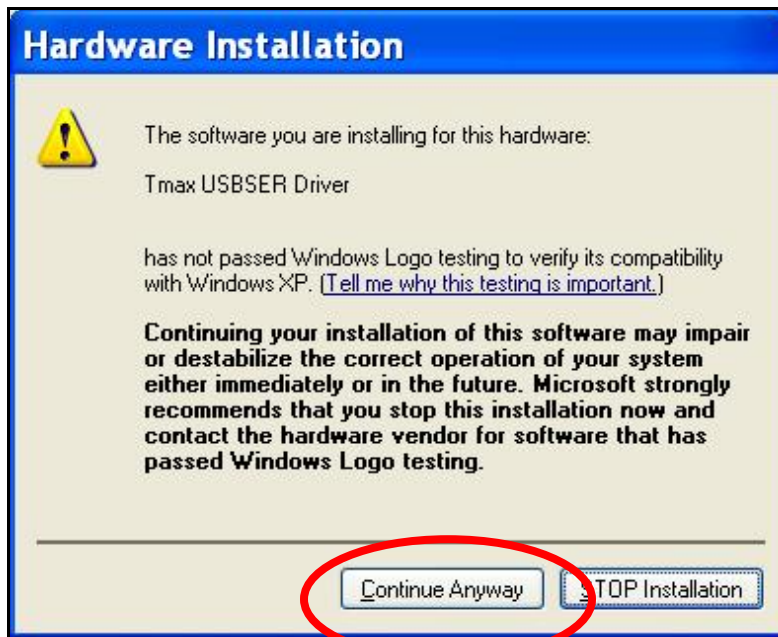 Hardware Installation
The software you are installing for this hardware:
Tmax USBSER Driver
has not passed Windows Logo testing to verify its compatibility
with Windows XP. (Tell me why this testing is important.)
Continuing your installation of this software may impair
or destabilize the correct operation of your system
either immediately or in the future. Microsoft strongly
recommends that you stop this installation now and
contact the hardware vendor for software that has
passed Windows Logo testing.
Continue Anyway STOP Installation